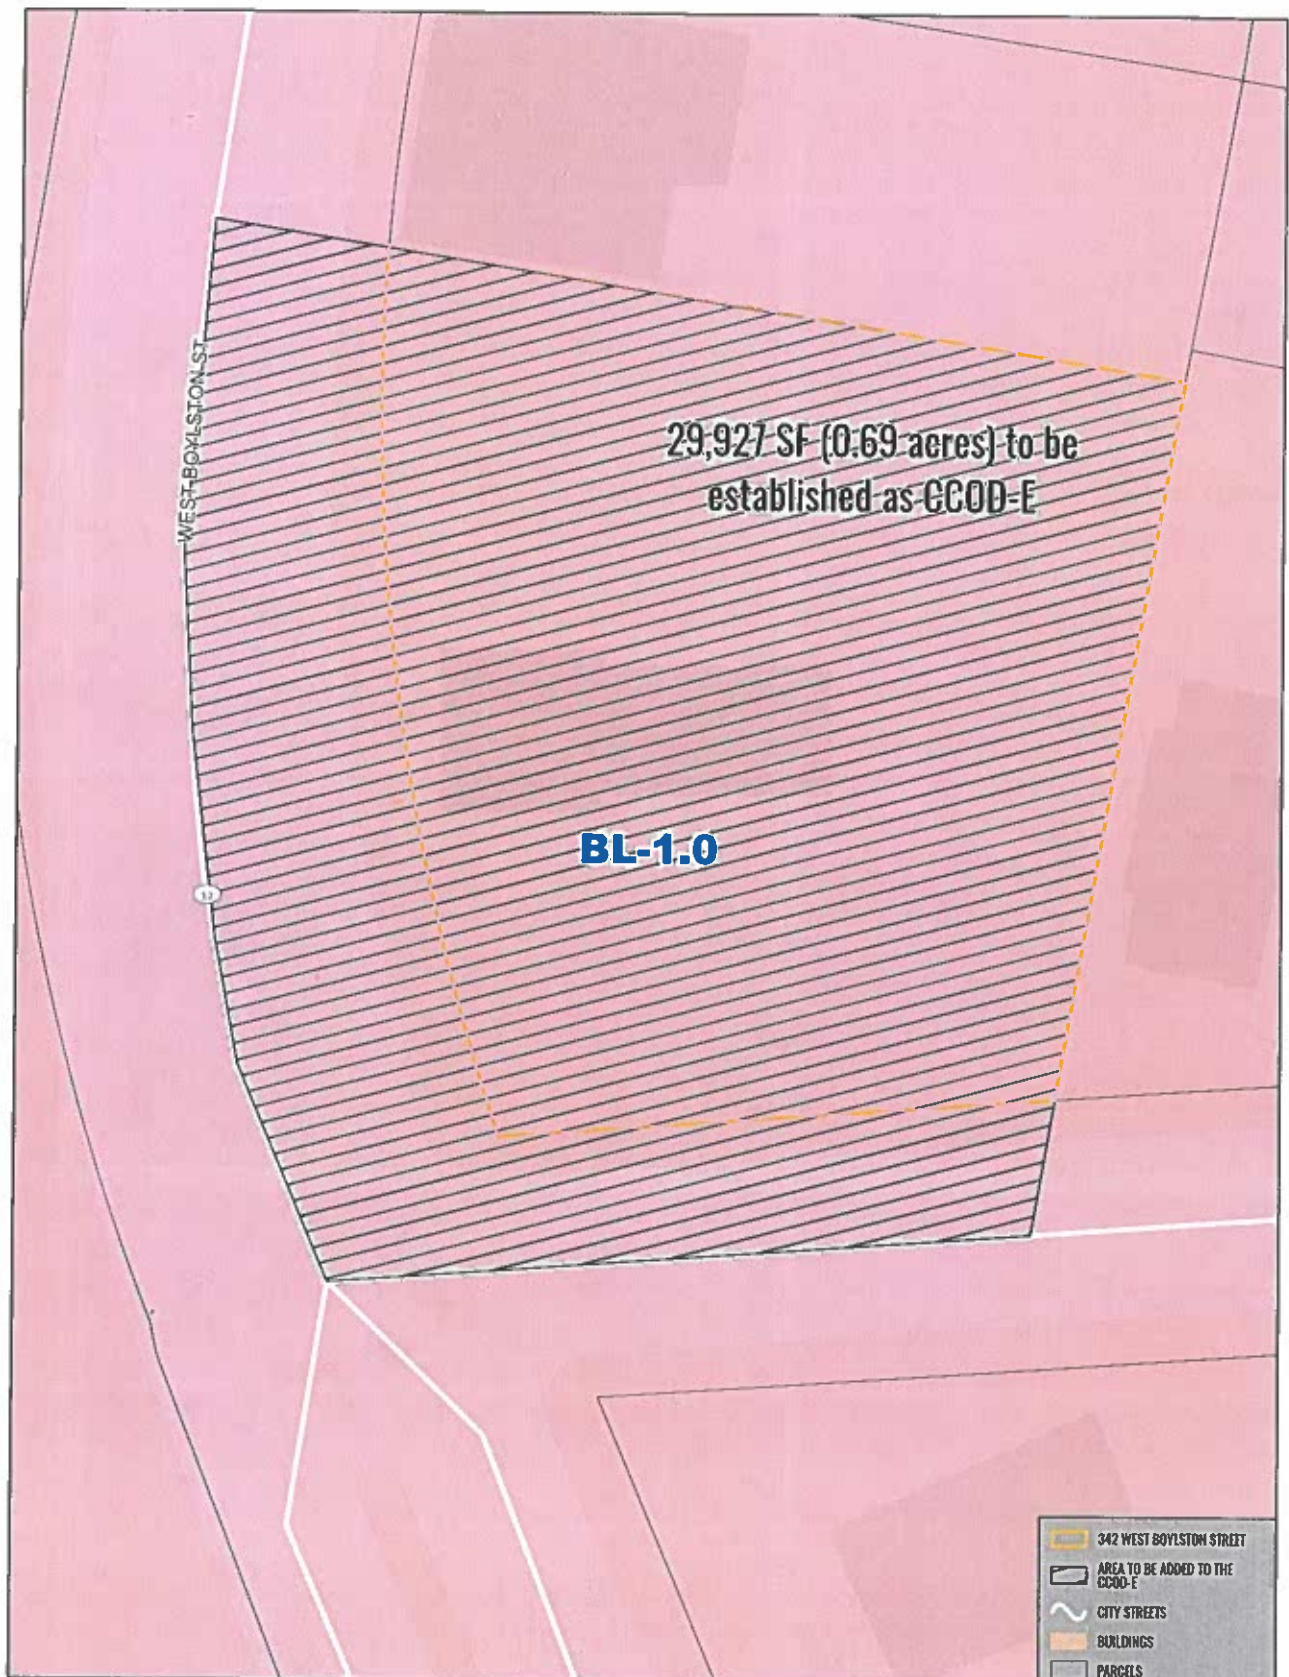 29,927 SF (0.69 acres) to be
established as CCOD-E
WEST BOYLSTON ST
BL-1.0
12
342 WEST BOYLSTON STREET
AREA TO BE ADDED TO THE
CCOD-E
CITY STREETS
BUILDINGS
PARCELS